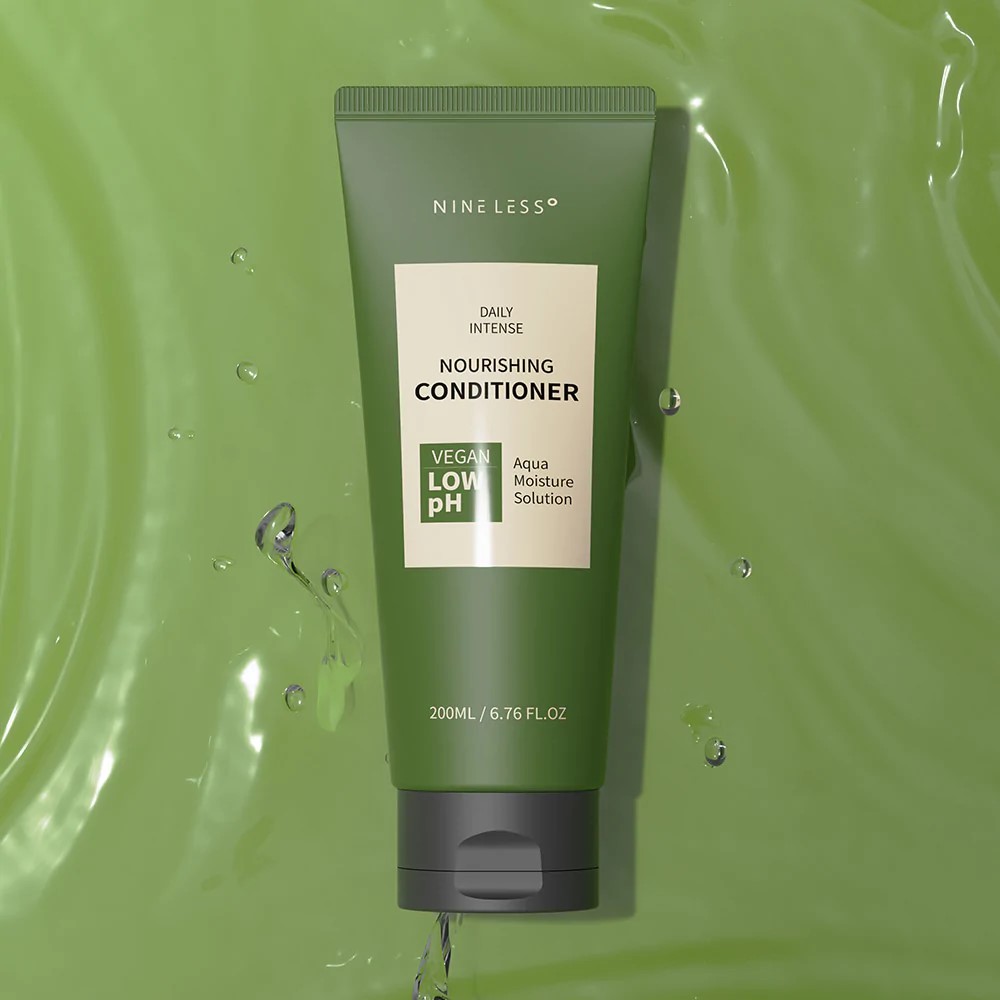 NINE LESS°
DAILY
INTENSE
NOURISHING
CONDITIONER
VEGAN
LOW
pH
Aqua
Moisture
Solution
200ML / 6.76 FL.OZ